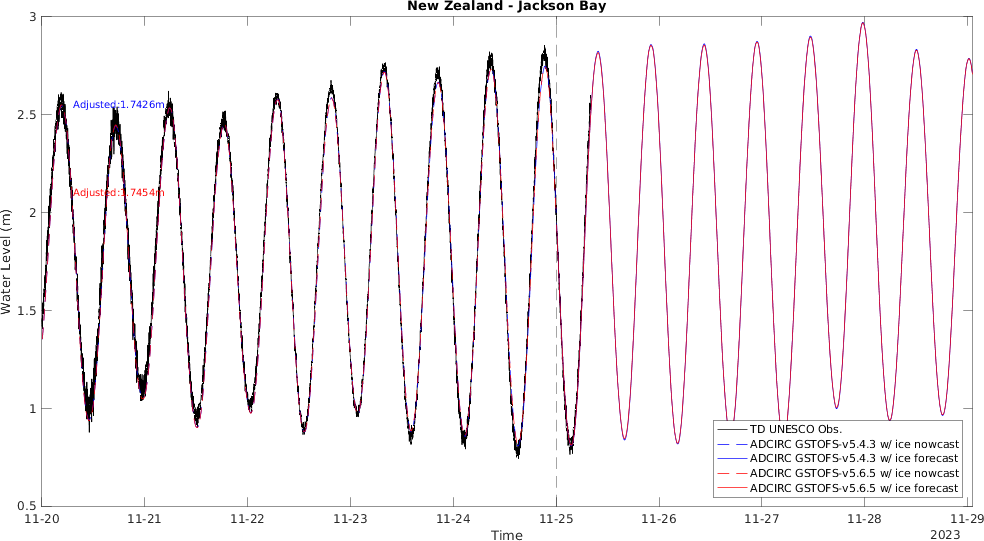 New Zealand - Jackson Bay
3
2.5
2
1.5
1
0.5
Water Level (m)
Adjusted:1.7426m
Adjusted:1.7454m
TD UNESCO Obs.
ADCIRC GSTOFS-v5.4.3 w/ ice nowcast
ADCIRC GSTOFS-v5.4.3 w/ ice forecast
ADCIRC GSTOFS-v5.6.5 w/ ice nowcast
ADCIRC GSTOFS-v5.6.5 w/ ice forecast
11-20 11-21 11-22 11-23 11-24 11-25 11-26 11-27 11-28 11-29
Time
2023